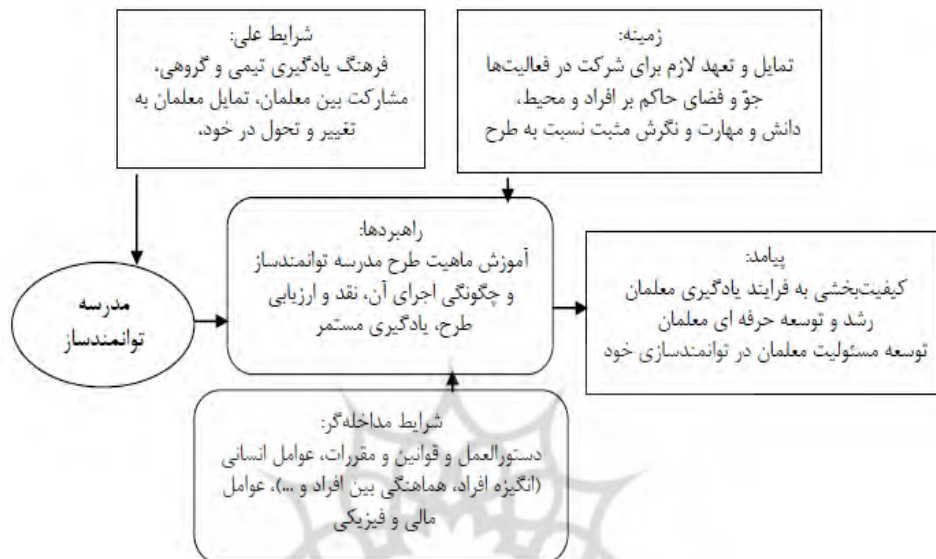 زمینه:
تمایل و تعهد لازم برای شرکت در فعالیت‌ها
جوّ و فضای حاکم بر افراد و محیط،
دانش و مهارت و نگرش مثبت نسبت به طرح
شرایط علی:
فرهنگ یادگیری تیمی و گروهی،
مشارکت بین معلمان، تمایل معلمان به
تغییر و تحول در خود،
مدرسه
توانمندساز
راهبردها:
آموزش ماهیت طرح مدرسه توانمندساز
و چگونگی اجرای آن، نقد و ارزیابی
طرح، یادگیری مستمر
پیامد:
کیفیت‌بخشی به فرایند یادگیری معلمان
رشد و توسعه حرفه ای معلمان
توسعه مسئولیت معلمان در توانمندسازی خود
شرایط مداخله‌گر:
دستورالعمل و قوانین و مقررات، عوامل انسانی
(انگیزه افراد، هماهنگی بین افراد و ...)، عوامل
مالی و فیزیکی